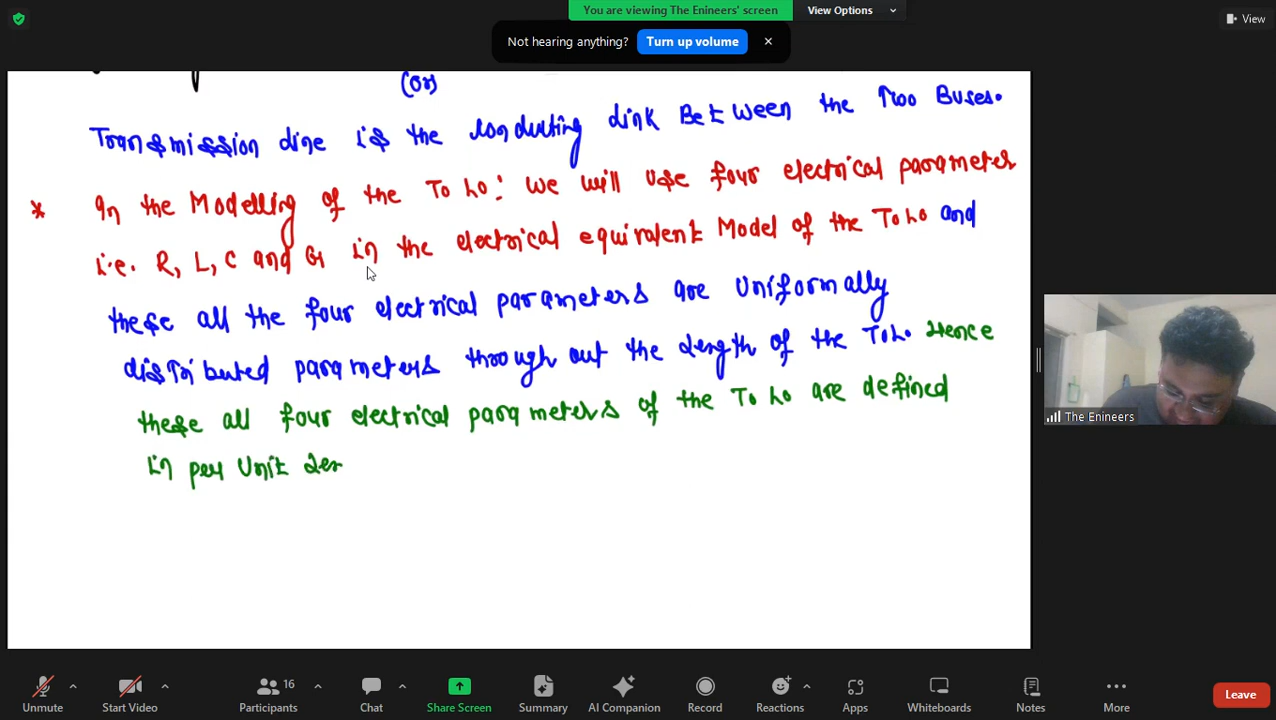 You are viewing The Enineers' screen
View Options
View
Not hearing anything?
Turn up volume
(or)
Transmission Line is the conducting link Between the Two Buses.
* In the Modelling of the T.L.: We will use four electrical parameter
i.e. R, L, C and G in the electrical equivalent Model of the T.L. and
these all the four electrical parameters are Uniformally
distributed parameters through out the Length of the T.L. Hence
these all four electrical parameters of the T.L. are defined
in per Unit Len
The Enineers
Unmute
Start Video
16
Participants
Chat
Share Screen
Summary
AI Companion
Record
Reactions
Apps
Whiteboards
Notes
More
Leave